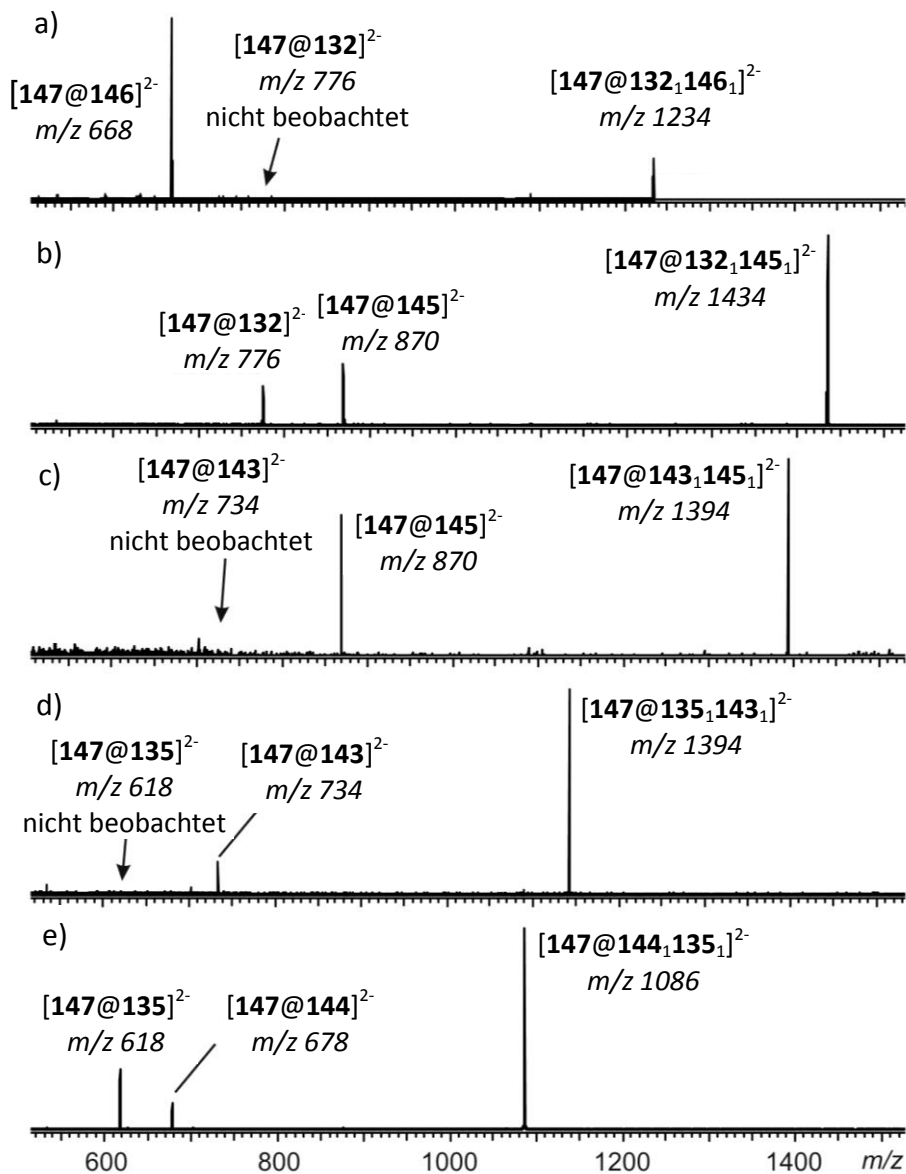 a)
[147@132]²⁻
m/z 776
nicht beobachtet
[147@146]²⁻
m/z 668
[147@132₁146₁]²⁻
m/z 1234
b)
[147@132₁145₁]²⁻
m/z 1434
[147@132]²⁻
m/z 776
[147@145]²⁻
m/z 870
c)
[147@143]²⁻
m/z 734
nicht beobachtet
[147@145]²⁻
m/z 870
[147@143₁145₁]²⁻
m/z 1394
d)
[147@135]²⁻
m/z 618
nicht beobachtet
[147@143]²⁻
m/z 734
[147@135₁143₁]²⁻
m/z 1394
e)
[147@135]²⁻
m/z 618
[147@144]²⁻
m/z 678
[147@144₁135₁]²⁻
m/z 1086
600 800 1000 1200 1400 m/z